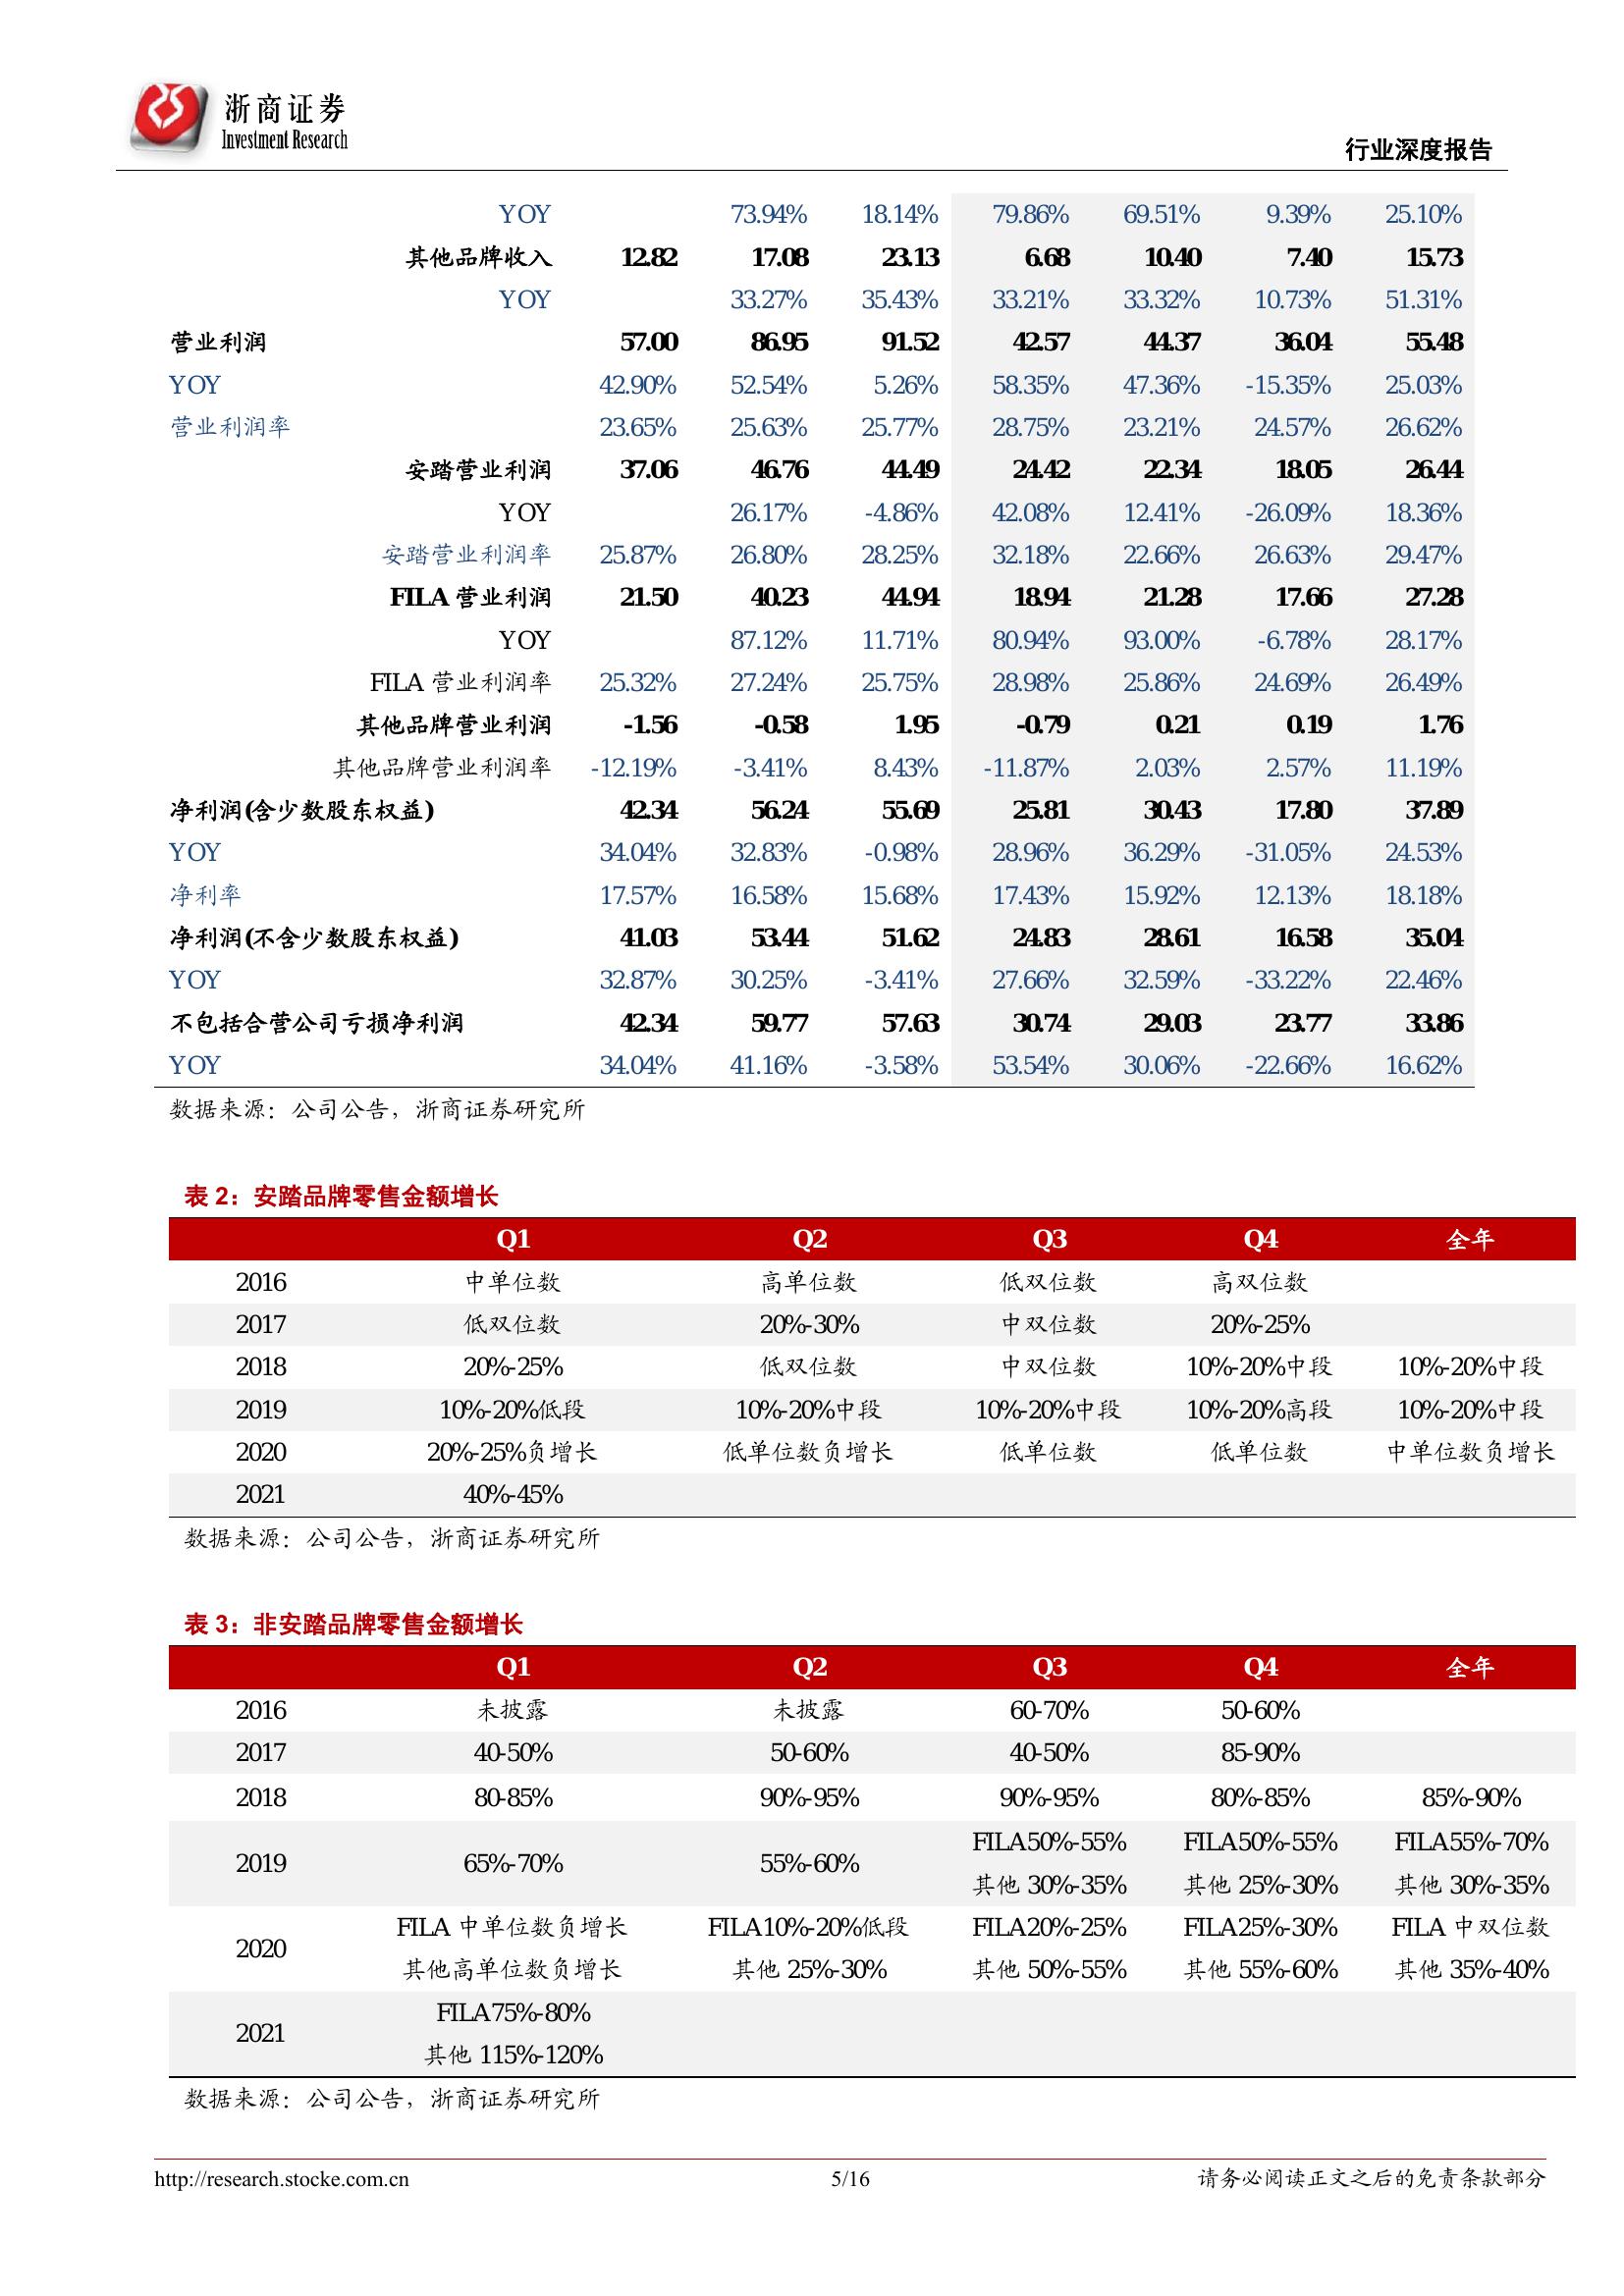 浙商证券
Investment Research
行业深度报告
YOY 73.94% 18.14% 79.86% 69.51% 9.39% 25.10%
其他品牌收入 12.82 17.08 23.13 6.68 10.40 7.40 15.73
YOY 33.27% 35.43% 33.21% 33.32% 10.73% 51.31%
营业利润 57.00 86.95 91.52 42.57 44.37 36.04 55.48
YOY 42.90% 52.54% 5.26% 58.35% 47.36% -15.35% 25.03%
营业利润率 23.65% 25.63% 25.77% 28.75% 23.21% 24.57% 26.62%
安踏营业利润 37.06 46.76 44.49 24.42 22.34 18.05 26.44
YOY 26.17% -4.86% 42.08% 12.41% -26.09% 18.36%
安踏营业利润率 25.87% 26.80% 28.25% 32.18% 22.66% 26.63% 29.47%
FILA 营业利润 21.50 40.23 44.94 18.94 21.28 17.66 27.28
YOY 87.12% 11.71% 80.94% 93.00% -6.78% 28.17%
FILA 营业利润率 25.32% 27.24% 25.75% 28.98% 25.86% 24.69% 26.49%
其他品牌营业利润 -1.56 -0.58 1.95 -0.79 0.21 0.19 1.76
其他品牌营业利润率 -12.19% -3.41% 8.43% -11.87% 2.03% 2.57% 11.19%
净利润(含少数股东权益) 42.34 56.24 55.69 25.81 30.43 17.80 37.89
YOY 34.04% 32.83% -0.98% 28.96% 36.29% -31.05% 24.53%
净利率 17.57% 16.58% 15.68% 17.43% 15.92% 12.13% 18.18%
净利润(不含少数股东权益) 41.03 53.44 51.62 24.83 28.61 16.58 35.04
YOY 32.87% 30.25% -3.41% 27.66% 32.59% -33.22% 22.46%
不包括合营公司亏损净利润 42.34 59.77 57.63 30.74 29.03 23.77 33.86
YOY 34.04% 41.16% -3.58% 53.54% 30.06% -22.66% 16.62%
数据来源：公司公告，浙商证券研究所
表 2：安踏品牌零售金额增长
Q1 Q2 Q3 Q4 全年
2016 中单位数 高单位数 低双位数 高双位数
2017 低双位数 20%-30% 中双位数 20%-25%
2018 20%-25% 低双位数 中双位数 10%-20%中段 10%-20%中段
2019 10%-20%低段 10%-20%中段 10%-20%中段 10%-20%高段 10%-20%中段
2020 20%-25%负增长 低单位数负增长 低单位数 低单位数 中单位数负增长
2021 40%-45%
数据来源：公司公告，浙商证券研究所
表 3：非安踏品牌零售金额增长
Q1 Q2 Q3 Q4 全年
2016 未披露 未披露 60-70% 50-60%
2017 40-50% 50-60% 40-50% 85-90%
2018 80-85% 90%-95% 90%-95% 80%-85% 85%-90%
FILA50%-55% FILA50%-55% FILA55%-70%
2019 65%-70% 55%-60%
其他 30%-35% 其他 25%-30% 其他 30%-35%
FILA 中单位数负增长 FILA10%-20%低段 FILA20%-25% FILA25%-30% FILA 中双位数
2020
其他高单位数负增长 其他 25%-30% 其他 50%-55% 其他 55%-60% 其他 35%-40%
FILA75%-80%
2021
其他 115%-120%
数据来源：公司公告，浙商证券研究所
http://research.stocke.com.cn 5/16 请务必阅读正文之后的免责条款部分